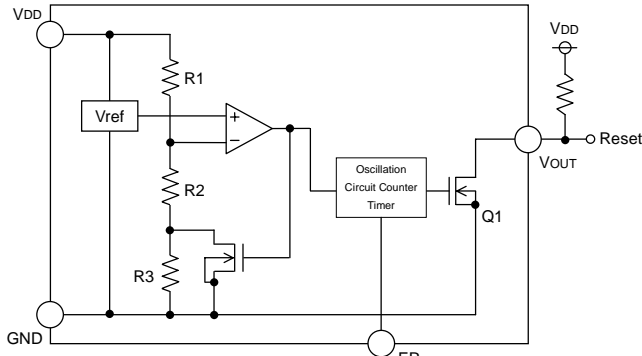 VDD
VDD
R1
Vref
+
−
Reset
VOUT
Oscillation
Circuit Counter
Timer
R2
Q1
R3
GND